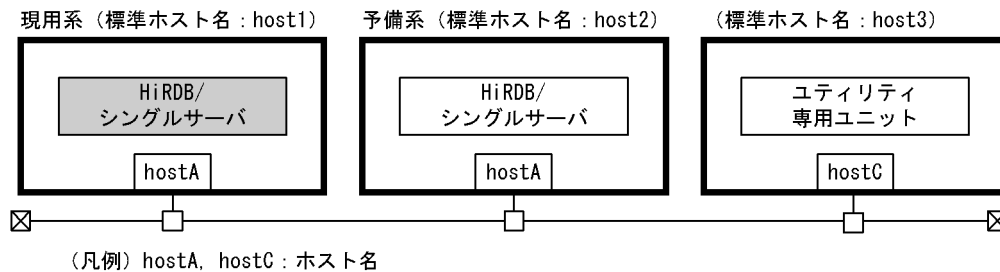 現用系（標準ホスト名：host1） 予備系（標準ホスト名：host2） （標準ホスト名：host3）
HiRDB/
シングルサーバ
HiRDB/
シングルサーバ
ユティリティ
専用ユニット
hostA
hostA
hostC
（凡例）hostA, hostC：ホスト名